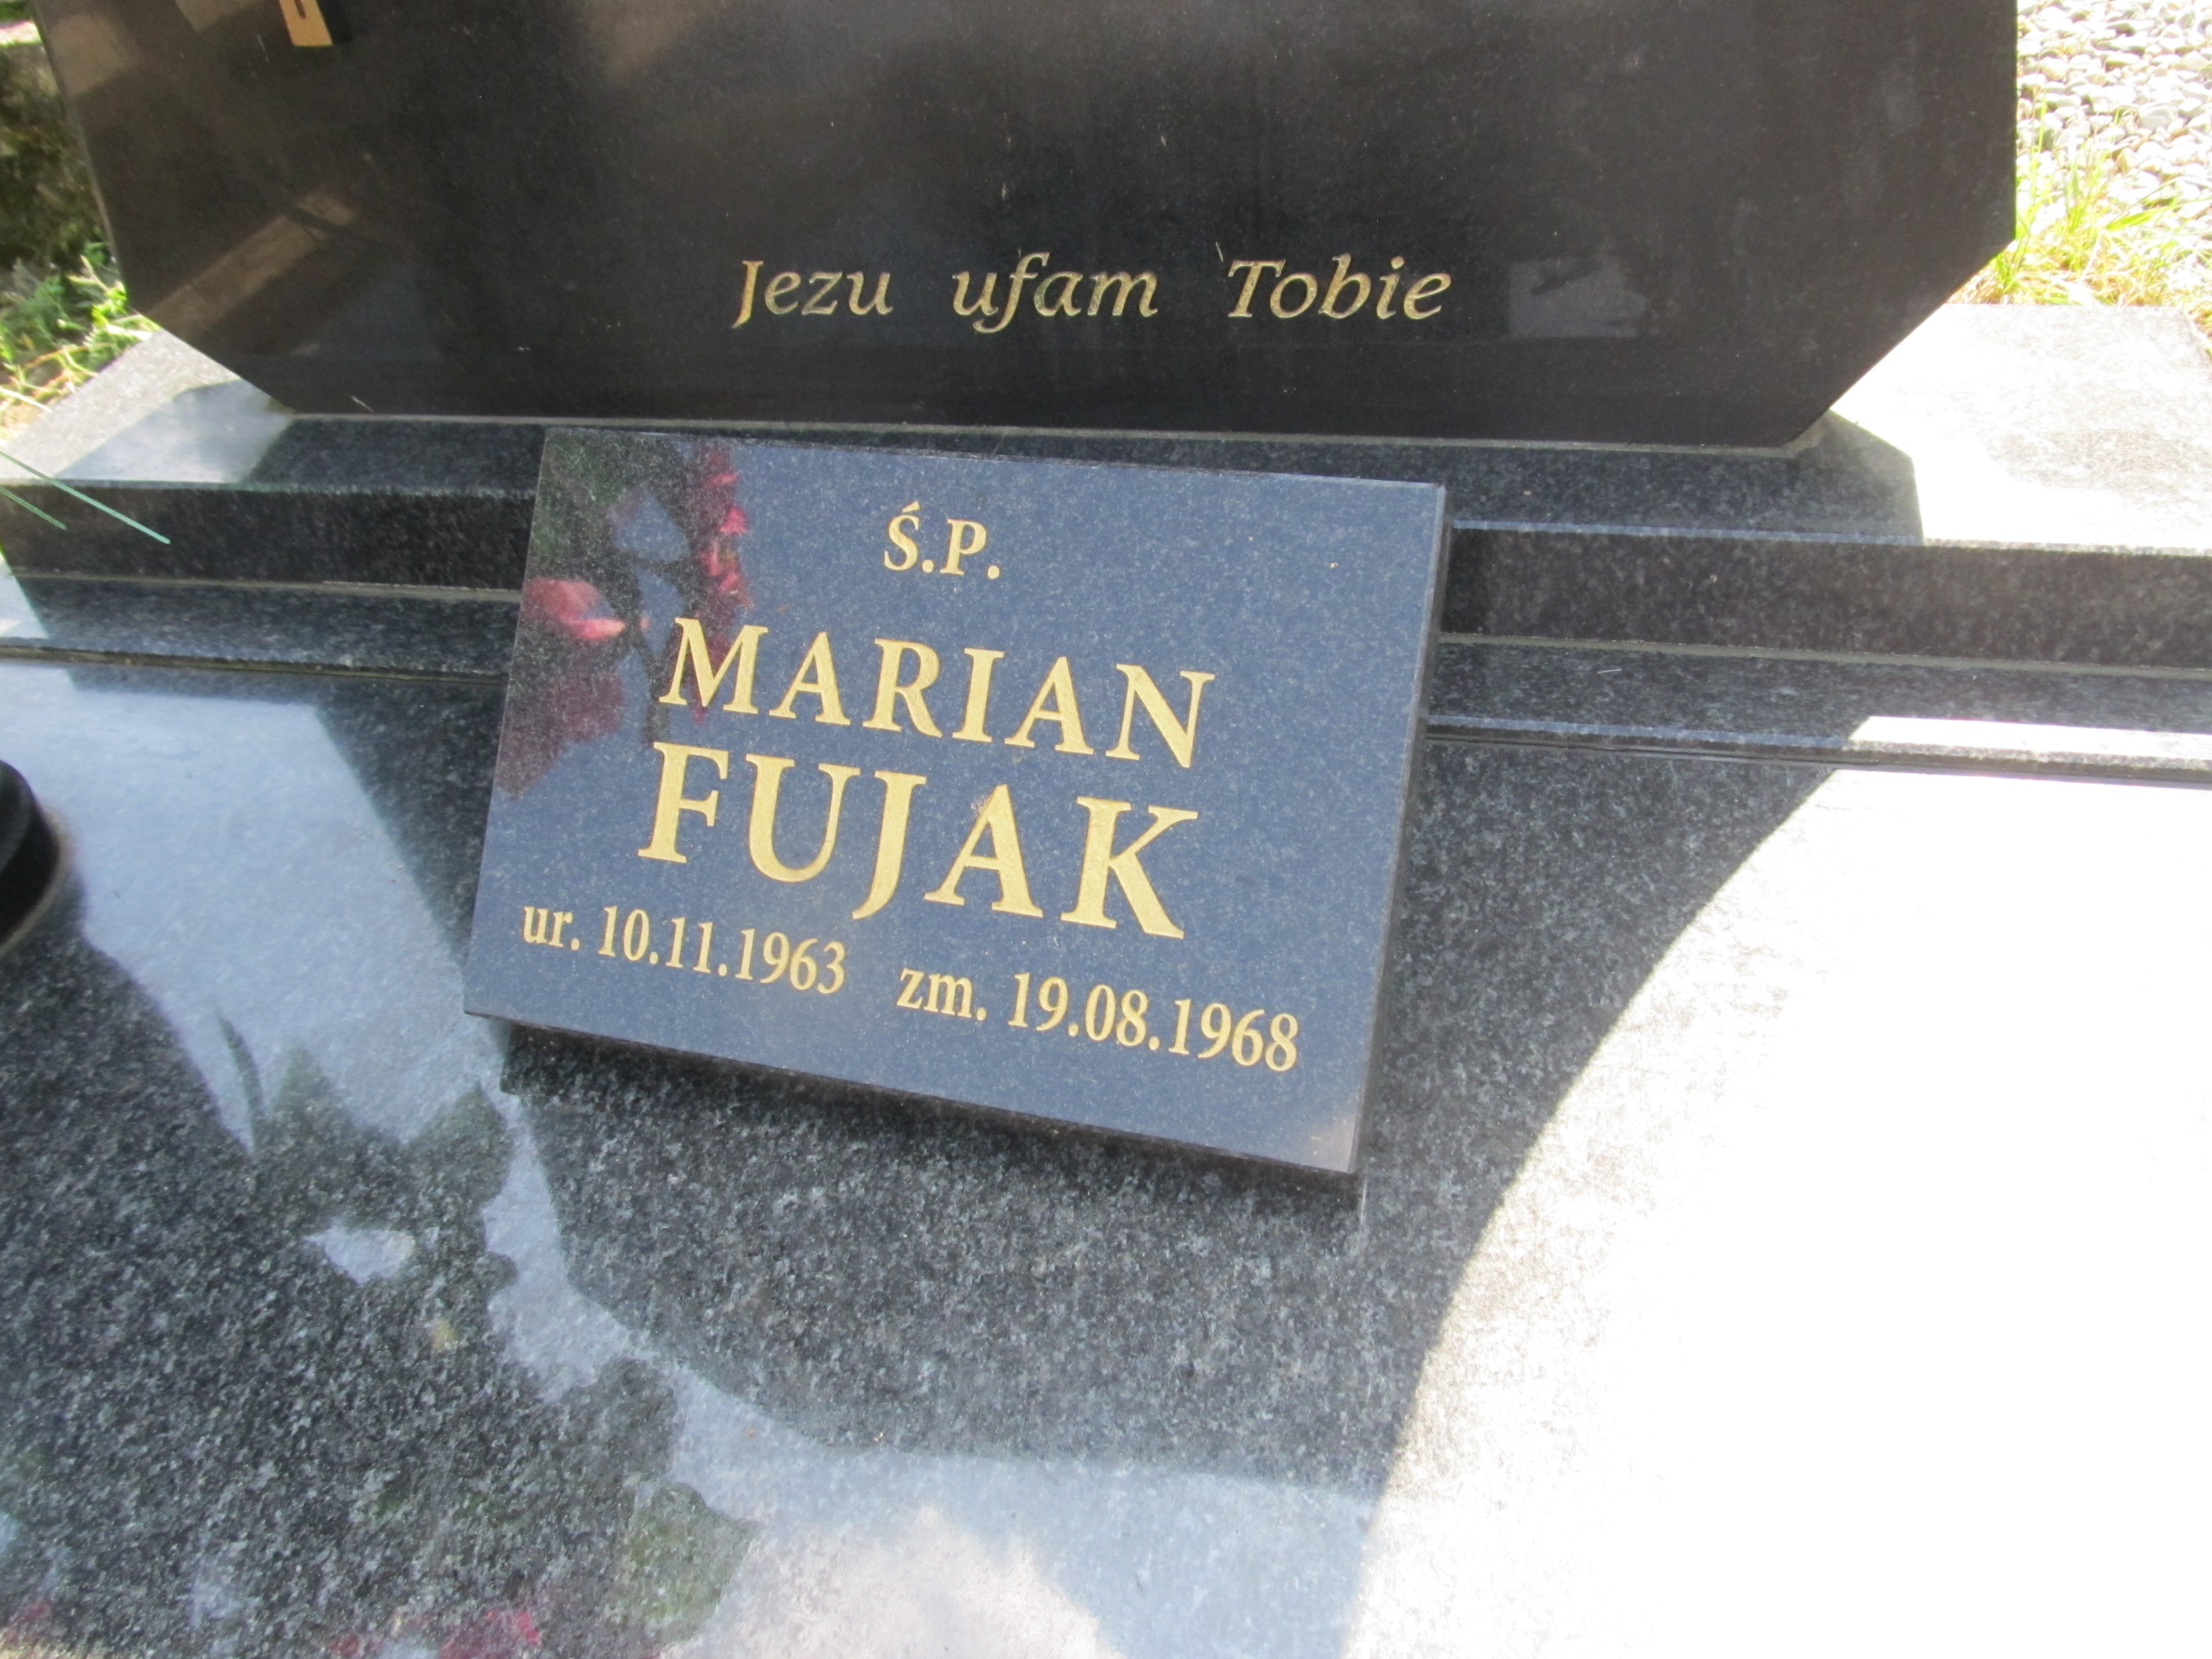 Jezu ufam Tobie
Ś.P.
MARIAN
FUJAK
ur. 10.11.1963 zm. 19.08.1968